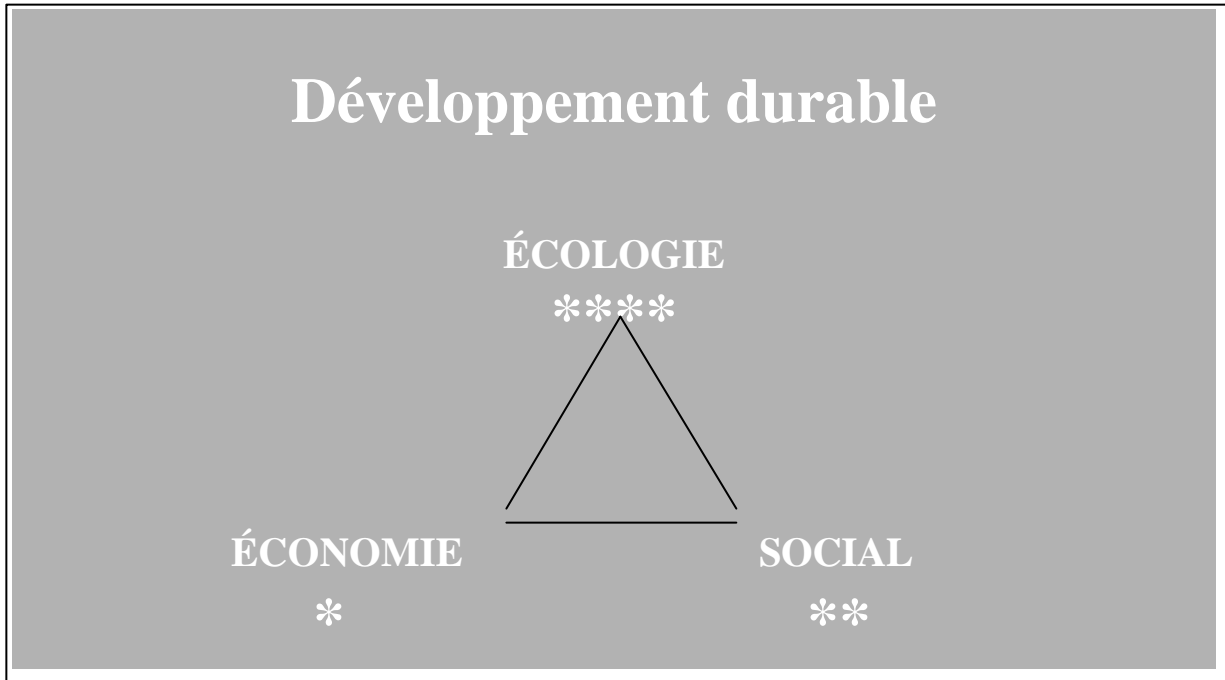 Développement durable
ÉCOLOGIE
****
ÉCONOMIE SOCIAL
* **